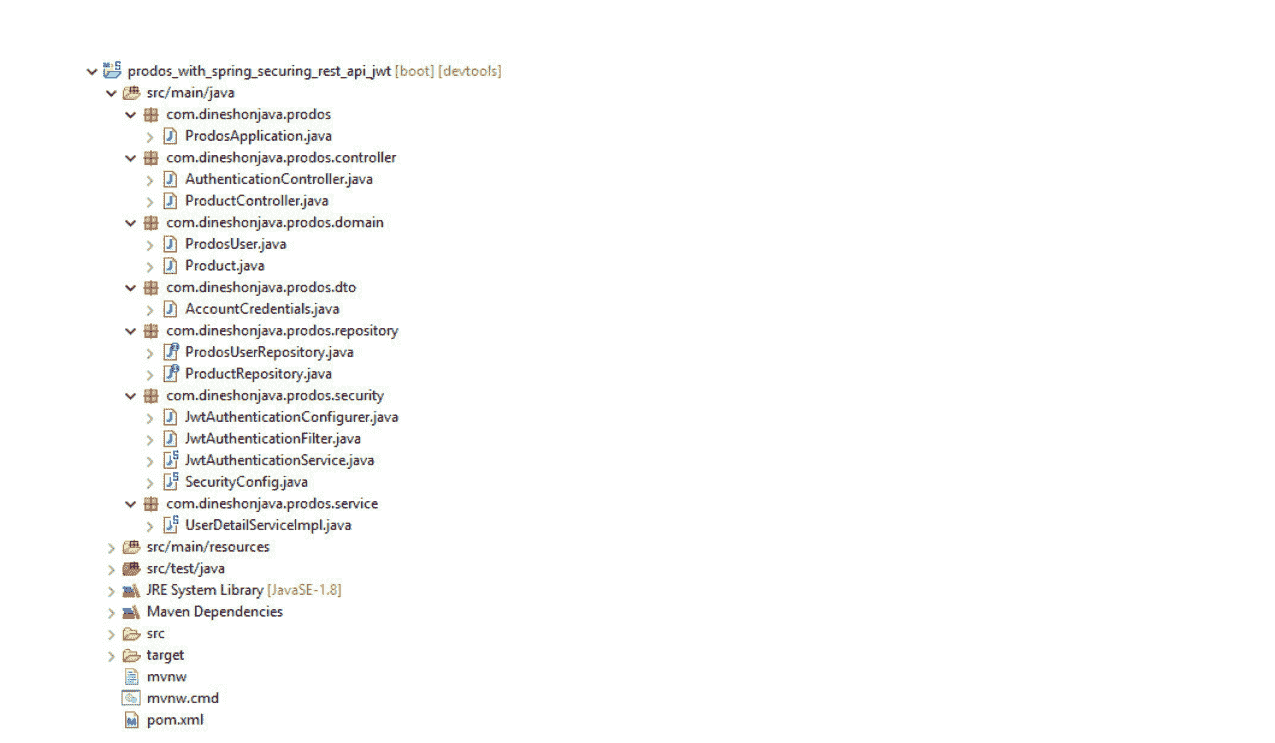 prodos_with_spring_securing_rest_api_jwt [boot] [devtools]
src/main/java
com.dineshonjava.prodos
ProdosApplication.java
com.dineshonjava.prodos.controller
AuthenticationController.java
ProductController.java
com.dineshonjava.prodos.domain
ProdosUser.java
Product.java
com.dineshonjava.prodos.dto
AccountCredentials.java
com.dineshonjava.prodos.repository
ProdosUserRepository.java
ProductRepository.java
com.dineshonjava.prodos.security
JwtAuthenticationConfigurer.java
JwtAuthenticationFilter.java
JwtAuthenticationService.java
SecurityConfig.java
com.dineshonjava.prodos.service
UserDetailServiceImpl.java
src/main/resources
src/test/java
JRE System Library [JavaSE-1.8]
Maven Dependencies
src
target
mvnw
mvnw.cmd
pom.xml